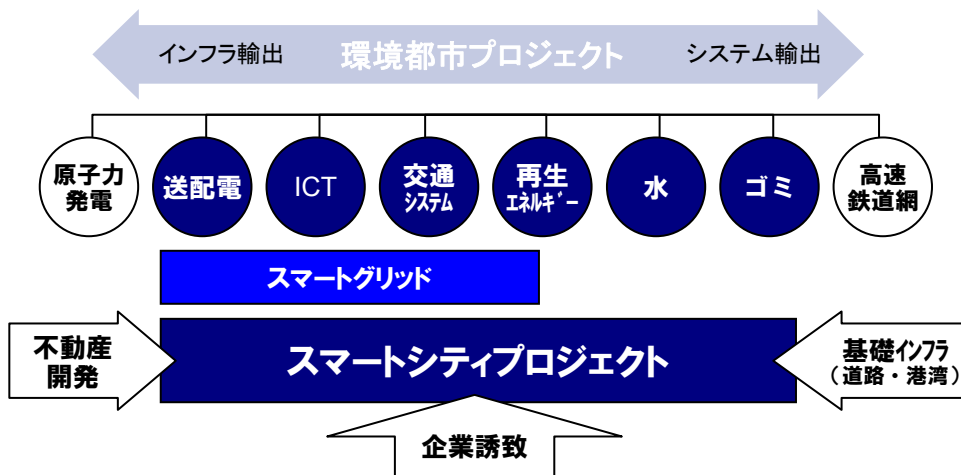 インフラ輸出 環境都市プロジェクト システム輸出
原子力
発電
送配電
ICT
交通
システム
再生
エネルギー
水
ゴミ
高速
鉄道網
スマートグリッド
不動産
開発
スマートシティプロジェクト
基礎インフラ
（道路・港湾）
企業誘致